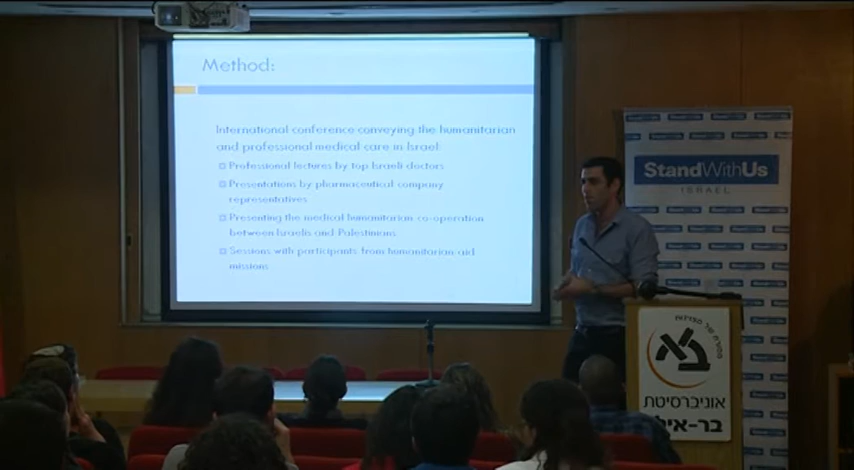 Method:
International conference conveying the humanitarian
and professional medical care in Israel:
Professional lectures by top Israeli doctors
Presentations by pharmaceutical company
representatives
Presenting the medical humanitarian co-operation
between Israelis and Palestinians
Sessions with participants from humanitarian aid
missions
StandWithUs
ISRAEL
אוניברסיטת
בר-אילן